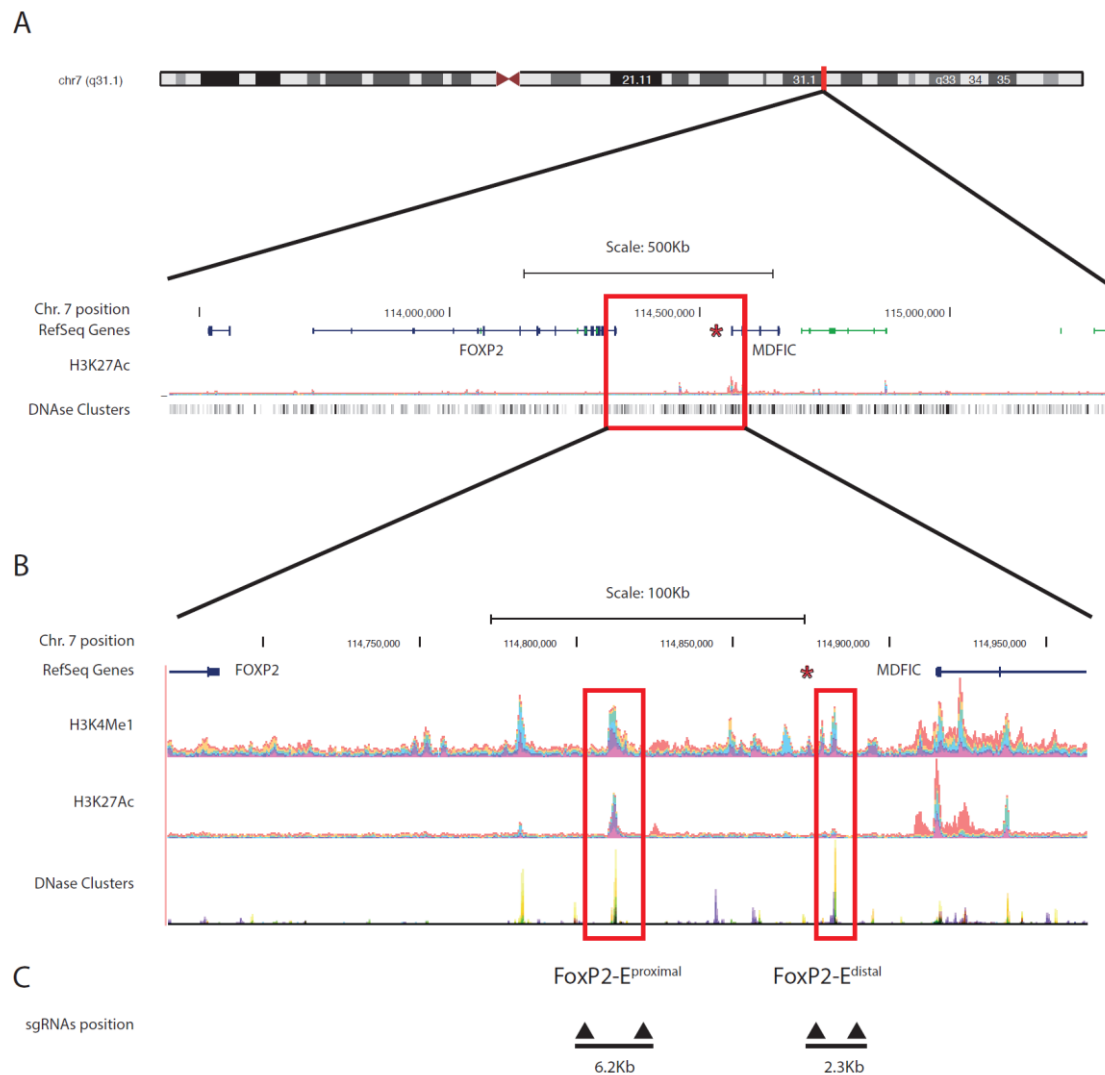 A
chr7 (q31.1)
21.11 31.1 q33 34 35
Scale: 500Kb
Chr. 7 position 114,000,000 114,500,000 115,000,000
RefSeq Genes *
FOXP2 MDFIC
H3K27Ac
DNAse Clusters
B
Scale: 100Kb
Chr. 7 position 114,750,000 114,800,000 114,850,000 114,900,000 114,950,000
RefSeq Genes FOXP2 * MDFIC
H3K4Me1
H3K27Ac
DNase Clusters
FoxP2-Eproximal FoxP2-Edistal
C
sgRNAs position
6.2Kb 2.3Kb